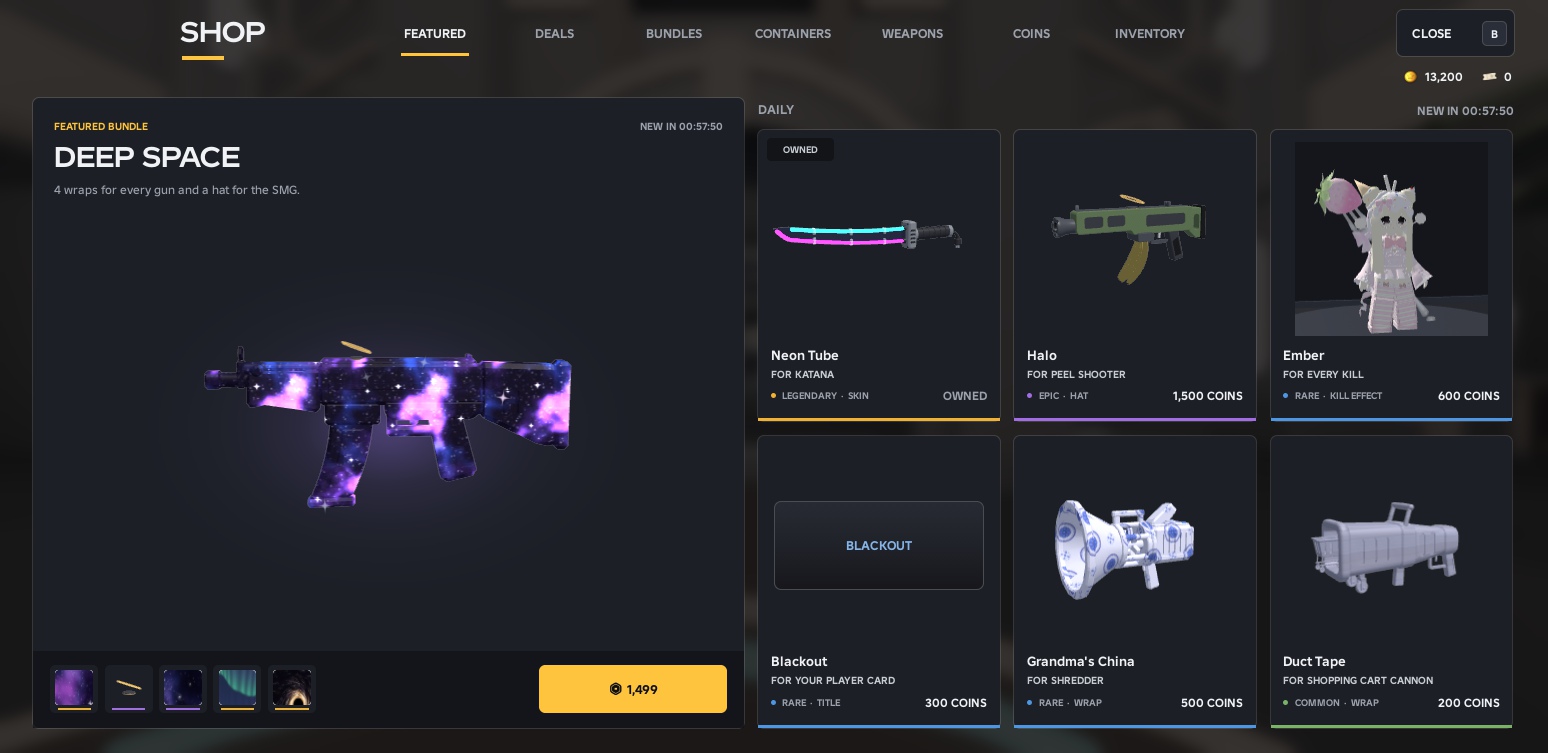 SHOP
FEATURED
DEALS
BUNDLES
CONTAINERS
WEAPONS
COINS
INVENTORY
CLOSE B
13,200 0
FEATURED BUNDLE
NEW IN 00:57:50
DEEP SPACE
4 wraps for every gun and a hat for the SMG.
1,499
DAILY
NEW IN 00:57:50
OWNED
Neon Tube
FOR KATANA
LEGENDARY · SKIN
OWNED
Halo
FOR PEEL SHOOTER
EPIC · HAT
1,500 COINS
Ember
FOR EVERY KILL
RARE · KILL EFFECT
600 COINS
BLACKOUT
Blackout
FOR YOUR PLAYER CARD
RARE · TITLE
300 COINS
Grandma's China
FOR SHREDDER
RARE · WRAP
500 COINS
Duct Tape
FOR SHOPPING CART CANNON
COMMON · WRAP
200 COINS